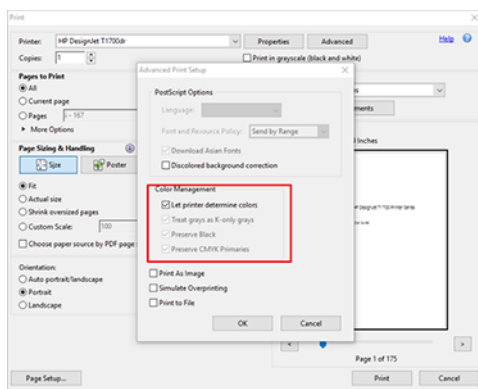 Print
Printer: HP DesignJet T1700dr Properties Advanced Help
Copies: 1 Print in grayscale (black and white)
Pages to Print
All
Current page
Pages 1 - 167
More Options
Page Sizing & Handling
Size Poster
Fit
Actual size
Shrink oversized pages
Custom Scale: 100
Choose paper source by PDF page
Orientation:
Auto portrait/landscape
Portrait
Landscape
Page Setup...
Advanced Print Setup
PostScript Options
Language:
Font and Resource Policy: Send by Range
Download Asian Fonts
Discolored background correction
Color Management
Let printer determine colors
Treat grays as K-only grays
Preserve Black
Preserve CMYK Primaries
Print As Image
Simulate Overprinting
Print to File
OK Cancel
ments
Inches
Page 1 of 175
Print Cancel